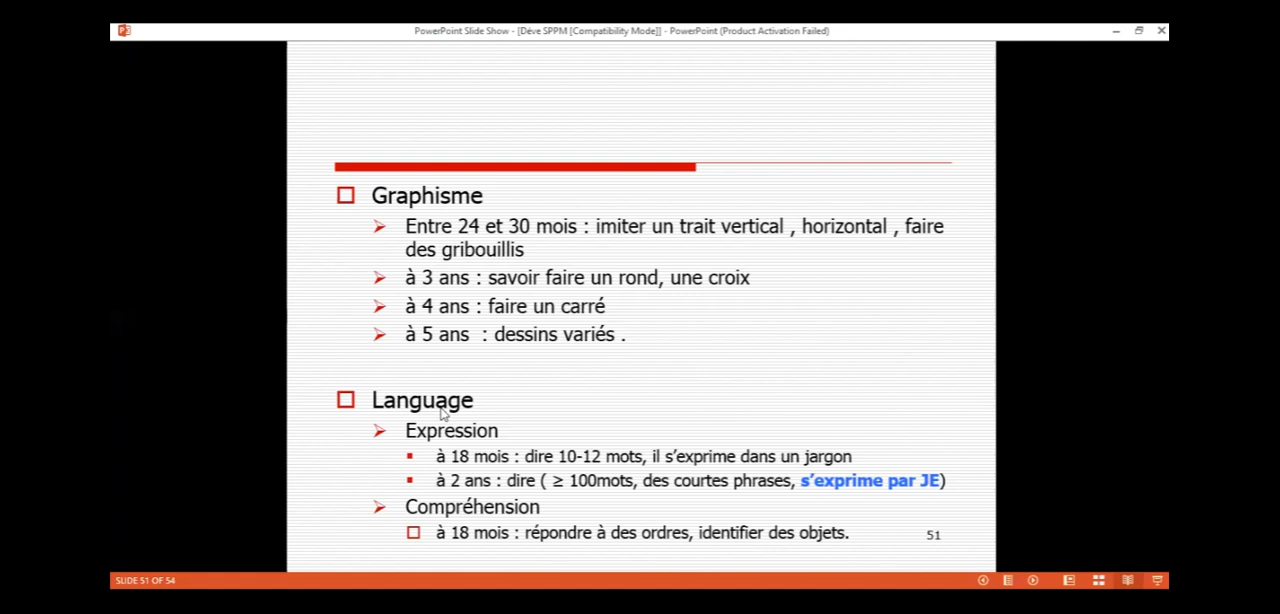 PowerPoint Slide Show - [Déve SPPM [Compatibility Mode]] - PowerPoint (Product Activation Failed)
Graphisme
Entre 24 et 30 mois : imiter un trait vertical , horizontal , faire
des gribouillis
à 3 ans : savoir faire un rond, une croix
à 4 ans : faire un carré
à 5 ans  : dessins variés .
Language
Expression
à 18 mois : dire 10-12 mots, il s’exprime dans un jargon
à 2 ans : dire ( ≥ 100mots, des courtes phrases, s’exprime par JE)
Compréhension
à 18 mois : répondre à des ordres, identifier des objets.
51
SLIDE 51 OF 54